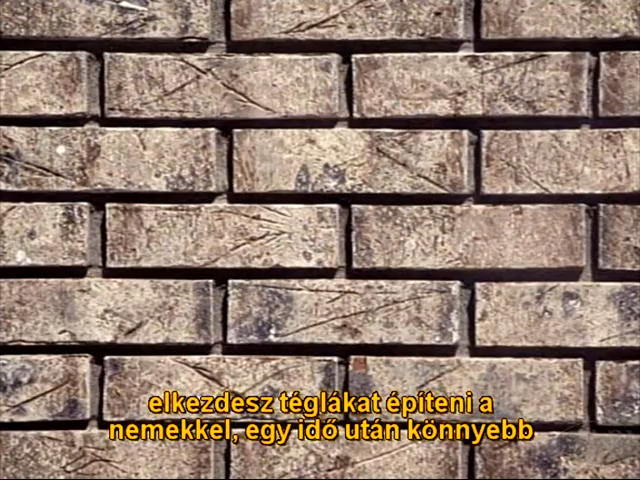 elkezdesz téglákat építeni a
nemekkel, egy idő után könnyebb